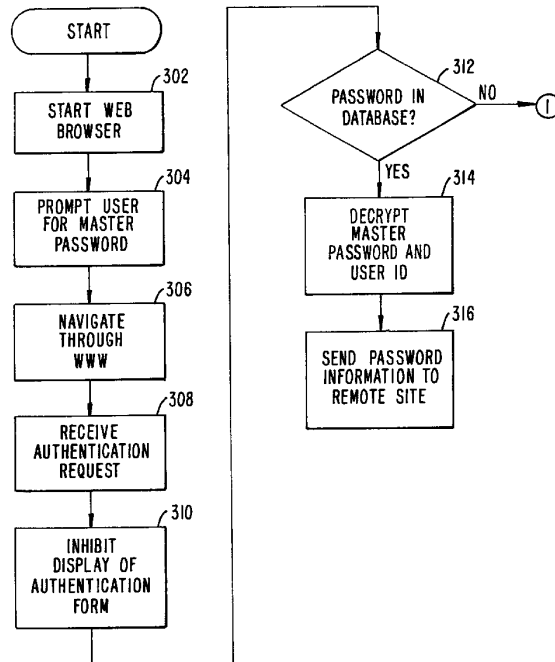 START
302
START WEB
BROWSER
304
PROMPT USER
FOR MASTER
PASSWORD
306
NAVIGATE
THROUGH
WWW
308
RECEIVE
AUTHENTICATION
REQUEST
310
INHIBIT
DISPLAY OF
AUTHENTICATION
FORM
312
PASSWORD IN
DATABASE?
NO
1
YES
314
DECRYPT
MASTER
PASSWORD AND
USER ID
316
SEND PASSWORD
INFORMATION TO
REMOTE SITE